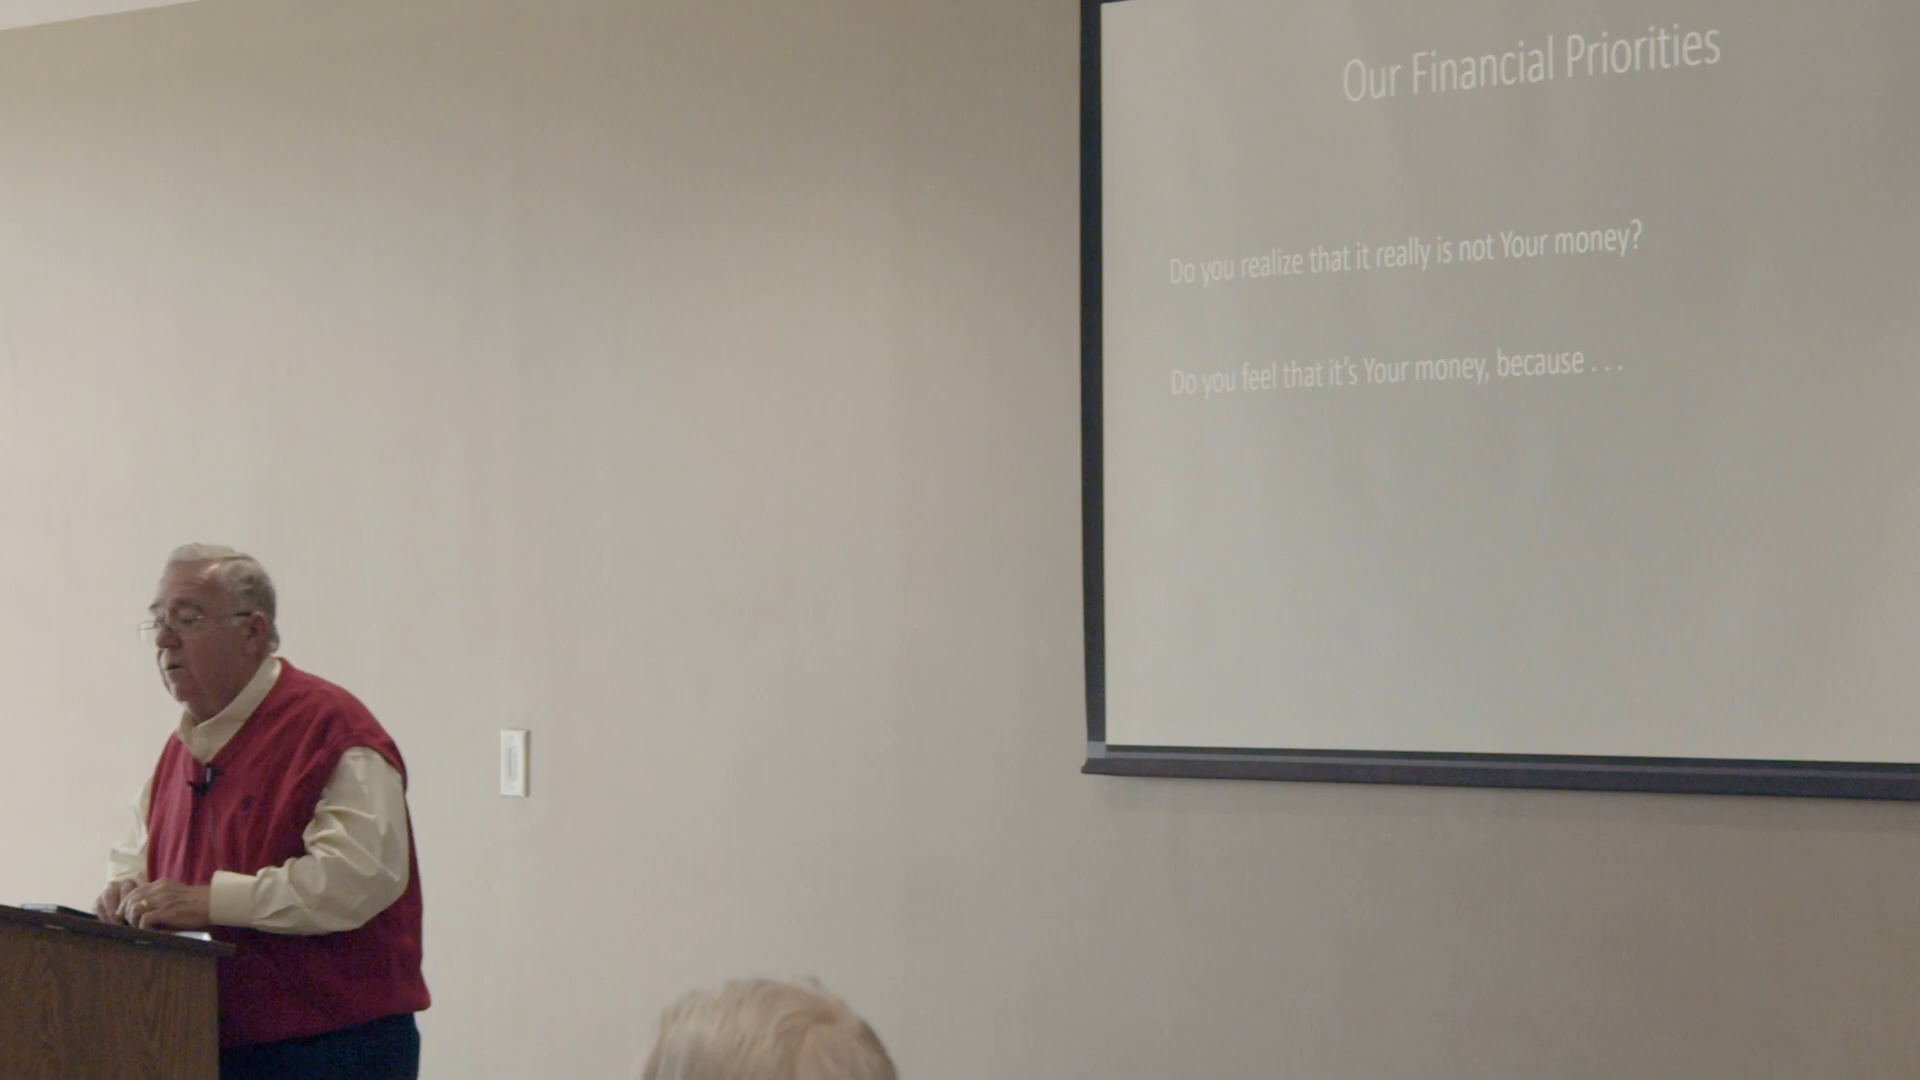 Our Financial Priorities
Do you realize that it really is not Your money?
Do you feel that it's Your money, because . . .